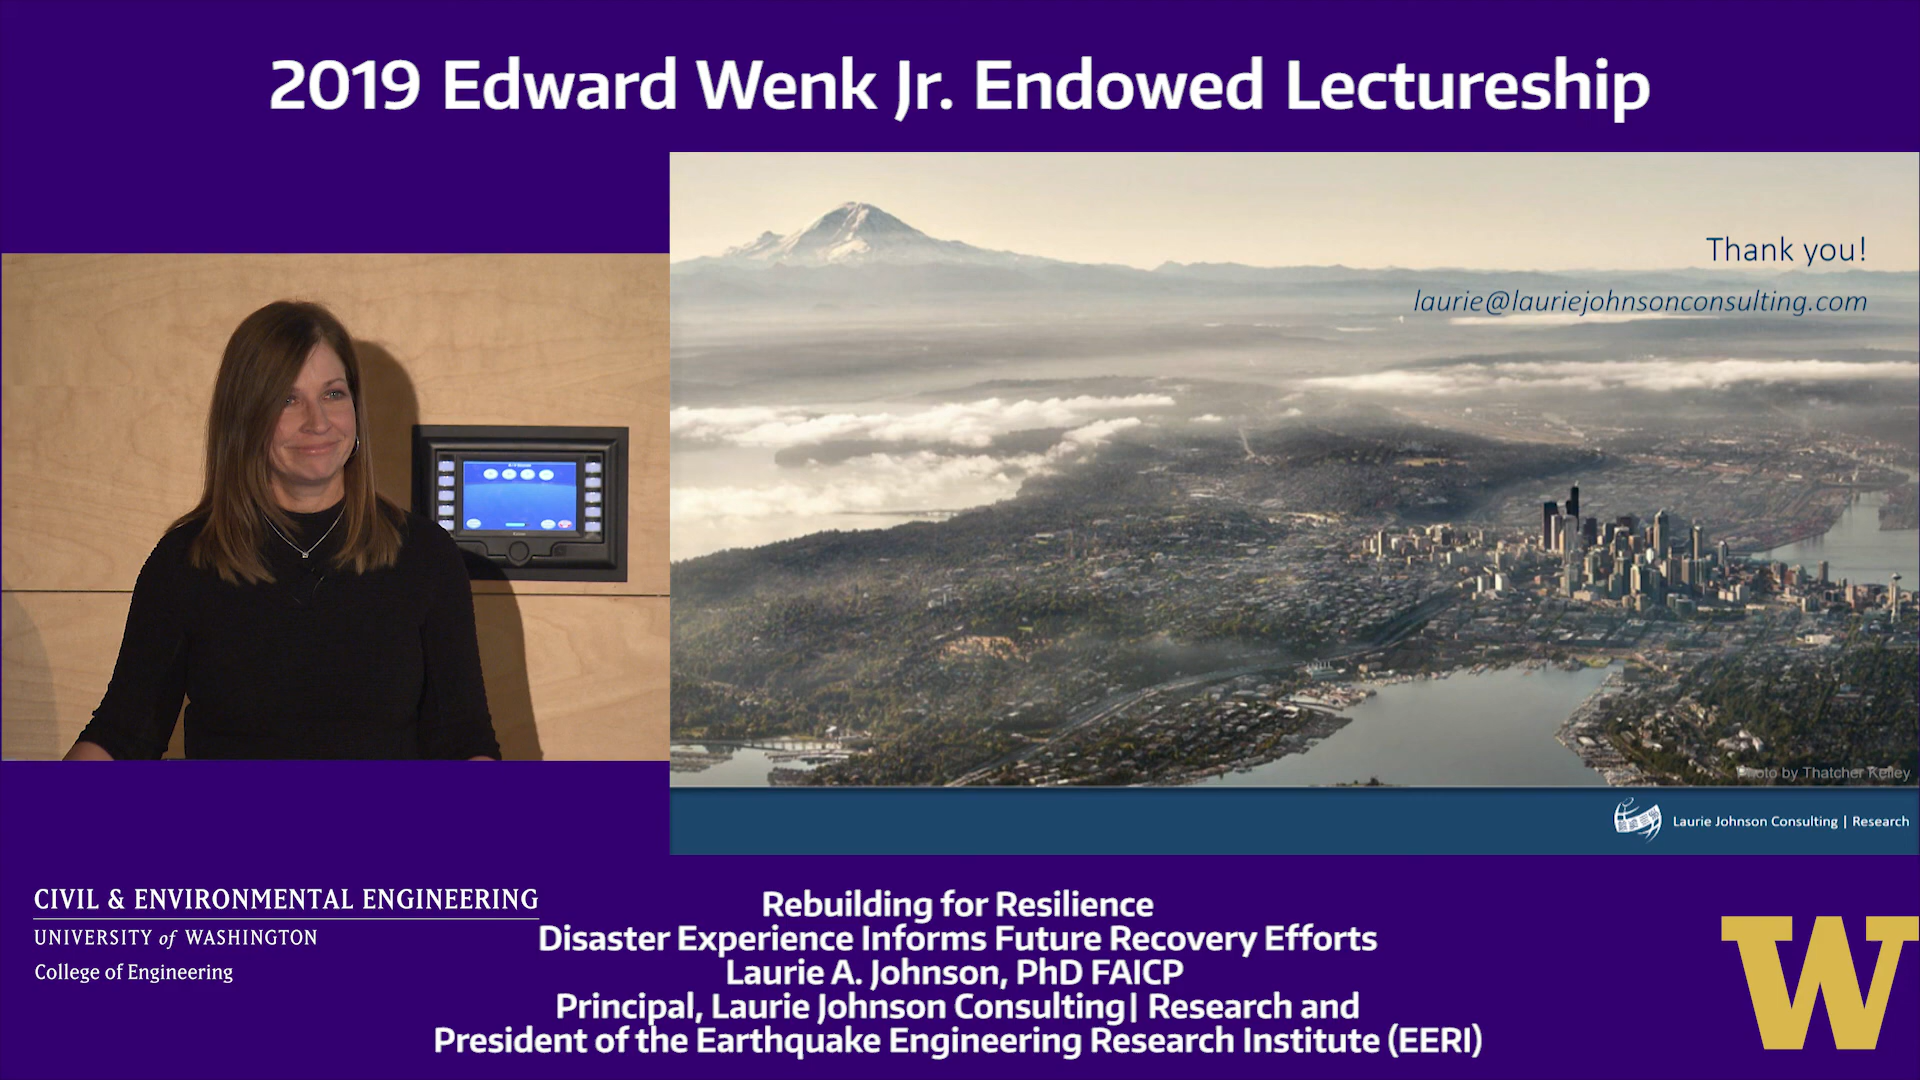 2019 Edward Wenk Jr. Endowed Lectureship
Thank you!
laurie@lauriejohnsonconsulting.com
Photo by Thatcher Kelley
Laurie Johnson Consulting | Research
CIVIL & ENVIRONMENTAL ENGINEERING
UNIVERSITY of WASHINGTON
College of Engineering
Rebuilding for Resilience
Disaster Experience Informs Future Recovery Efforts
Laurie A. Johnson, PhD FAICP
Principal, Laurie Johnson Consulting| Research and
President of the Earthquake Engineering Research Institute (EERI)
W